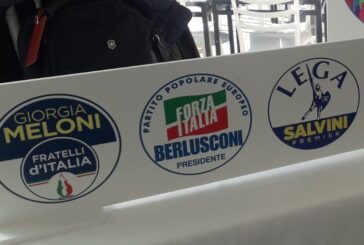 GIORGIA
MELONI
FRATELLI
d'ITALIA
PARTITO POPOLARE EUROPEO
FORZA
ITALIA
BERLUSCONI
PRESIDENTE
LEGA
SALVINI
PREMIER